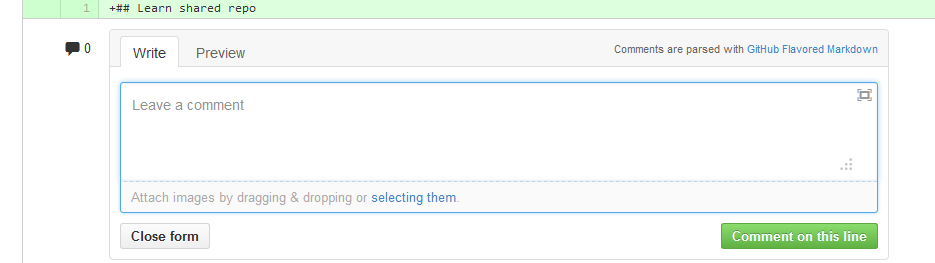 1 +## Learn shared repo
0 Write Preview Comments are parsed with GitHub Flavored Markdown
Leave a comment
Attach images by dragging & dropping or selecting them.
Close form Comment on this line